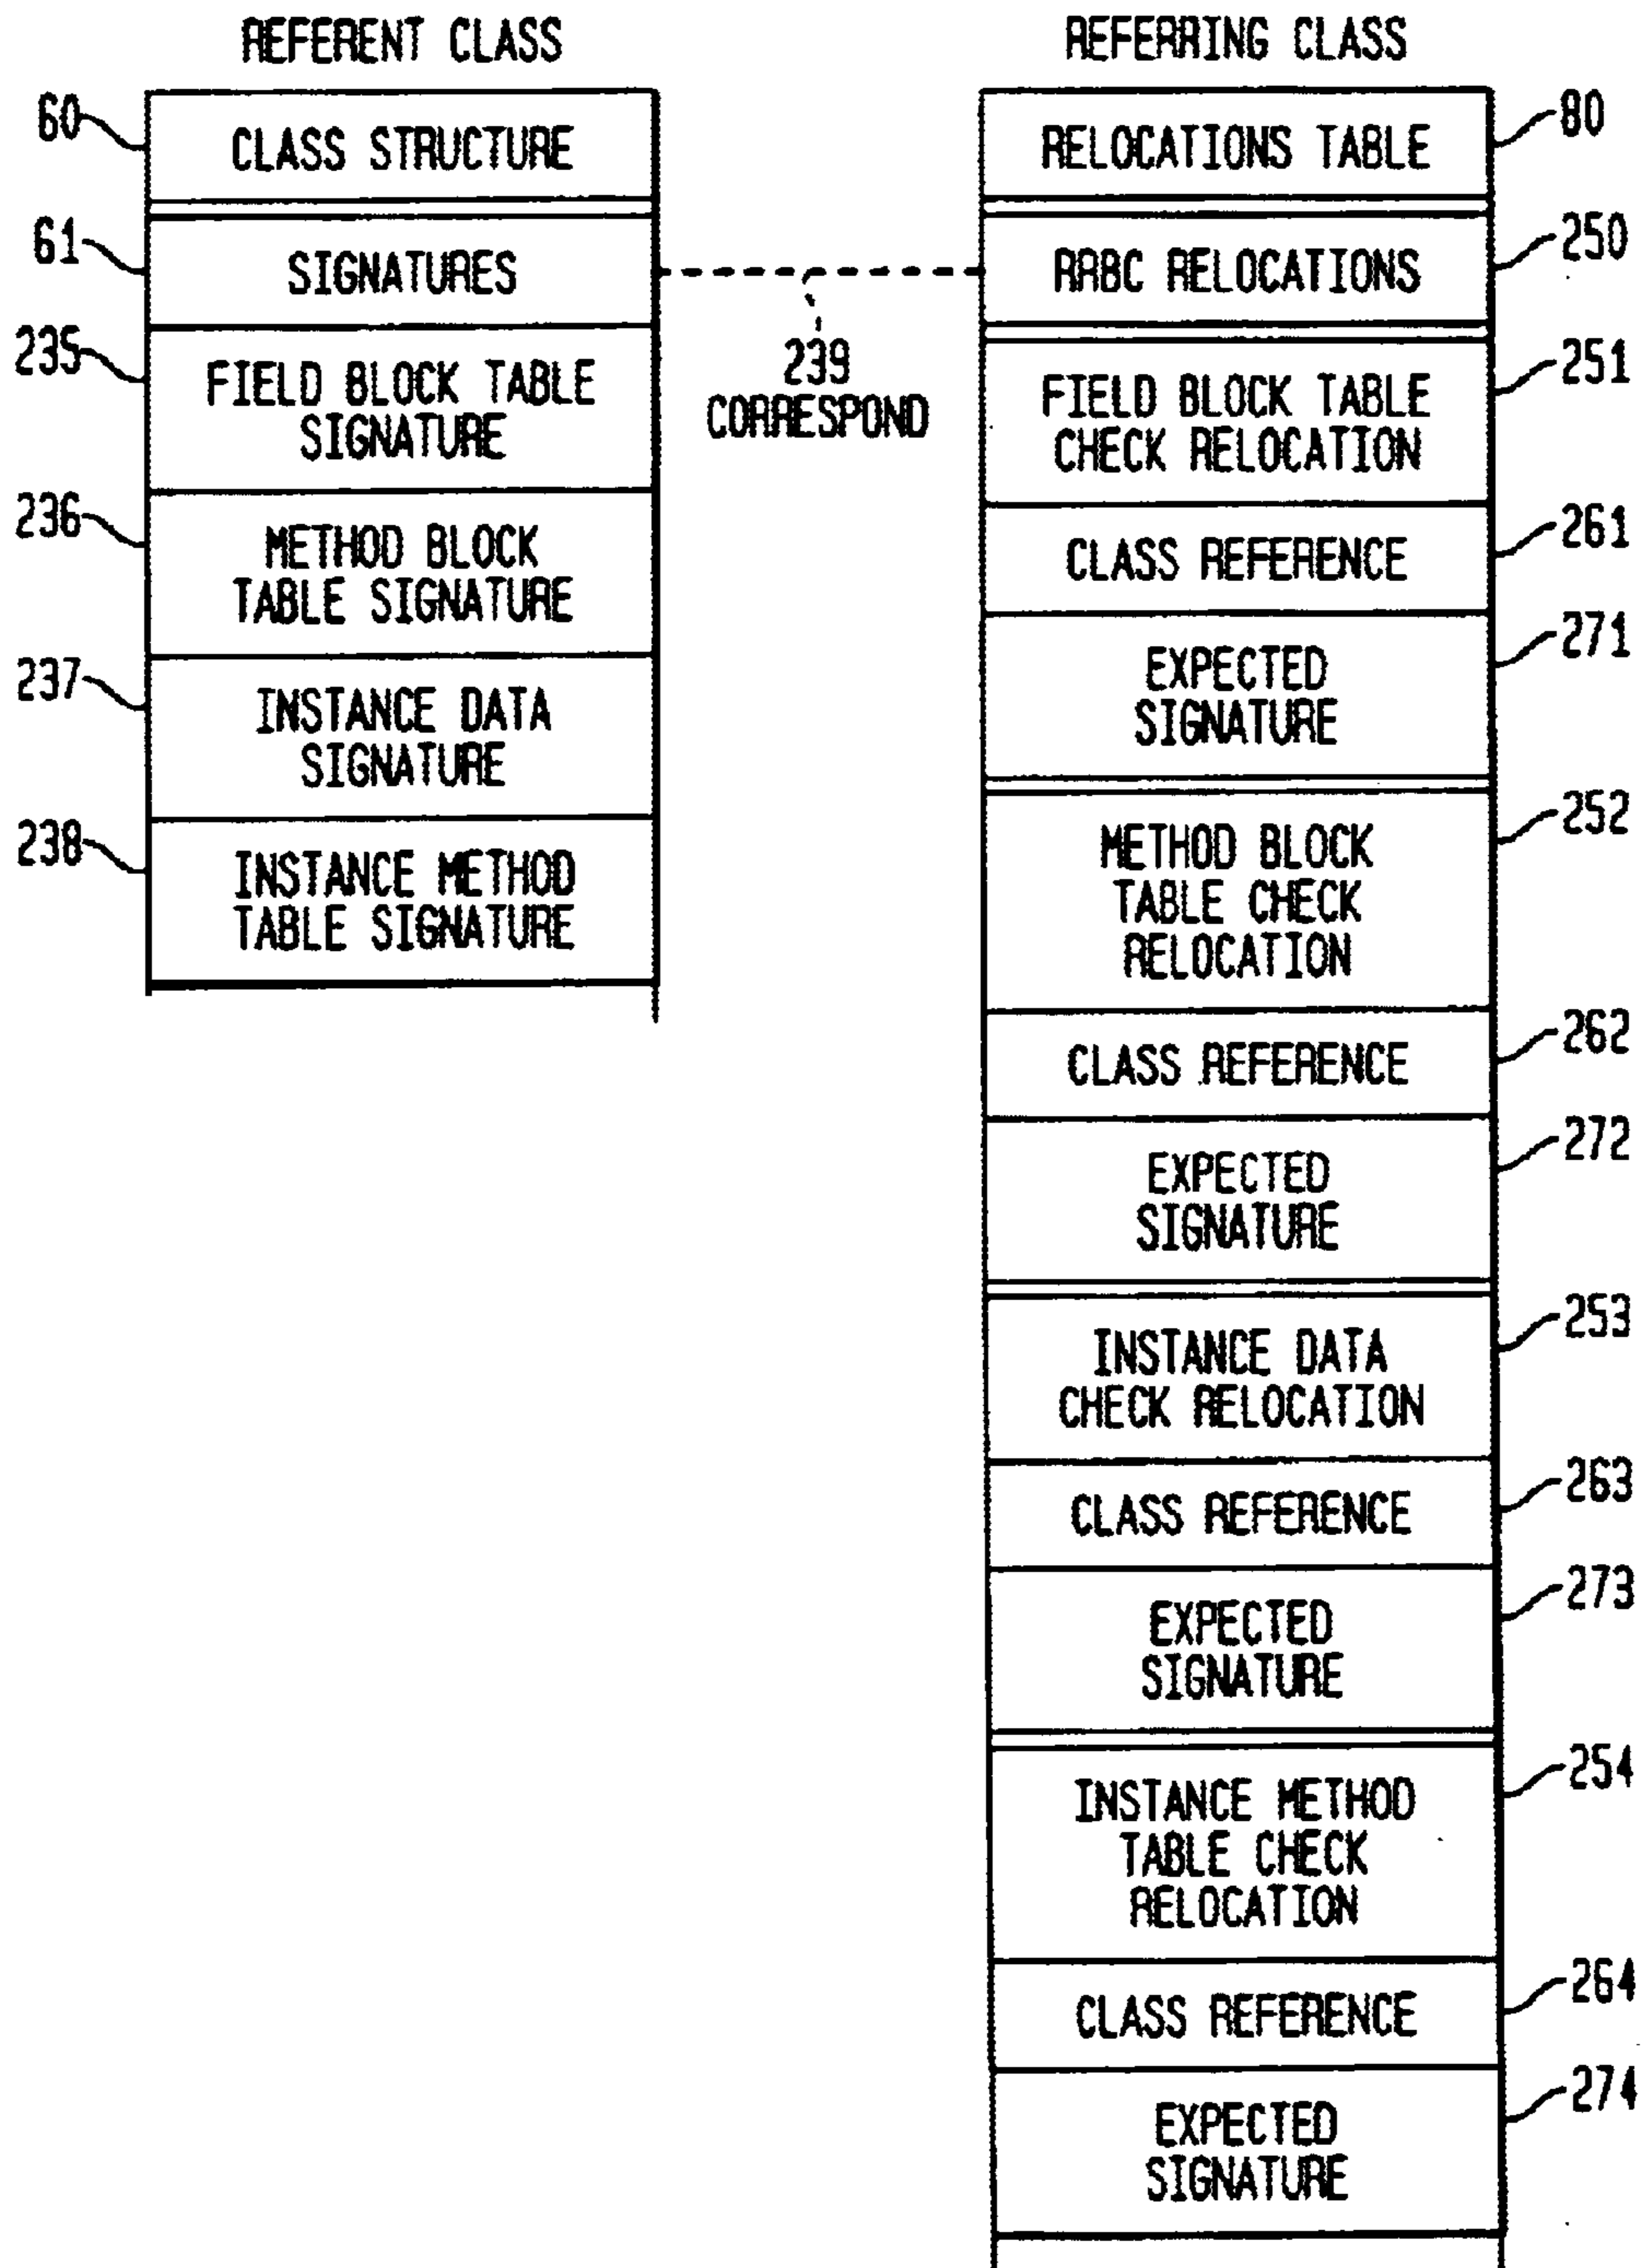 REFERENT CLASS
60
CLASS STRUCTURE
61
SIGNATURES
235
FIELD BLOCK TABLE
SIGNATURE
236
METHOD BLOCK
TABLE SIGNATURE
237
INSTANCE DATA
SIGNATURE
238
INSTANCE METHOD
TABLE SIGNATURE
239
CORRESPOND
REFERRING CLASS
80
RELOCATIONS TABLE
250
RRBC RELOCATIONS
251
FIELD BLOCK TABLE
CHECK RELOCATION
261
CLASS REFERENCE
271
EXPECTED
SIGNATURE
252
METHOD BLOCK
TABLE CHECK
RELOCATION
262
CLASS REFERENCE
272
EXPECTED
SIGNATURE
253
INSTANCE DATA
CHECK RELOCATION
263
CLASS REFERENCE
273
EXPECTED
SIGNATURE
254
INSTANCE METHOD
TABLE CHECK
RELOCATION
264
CLASS REFERENCE
274
EXPECTED
SIGNATURE